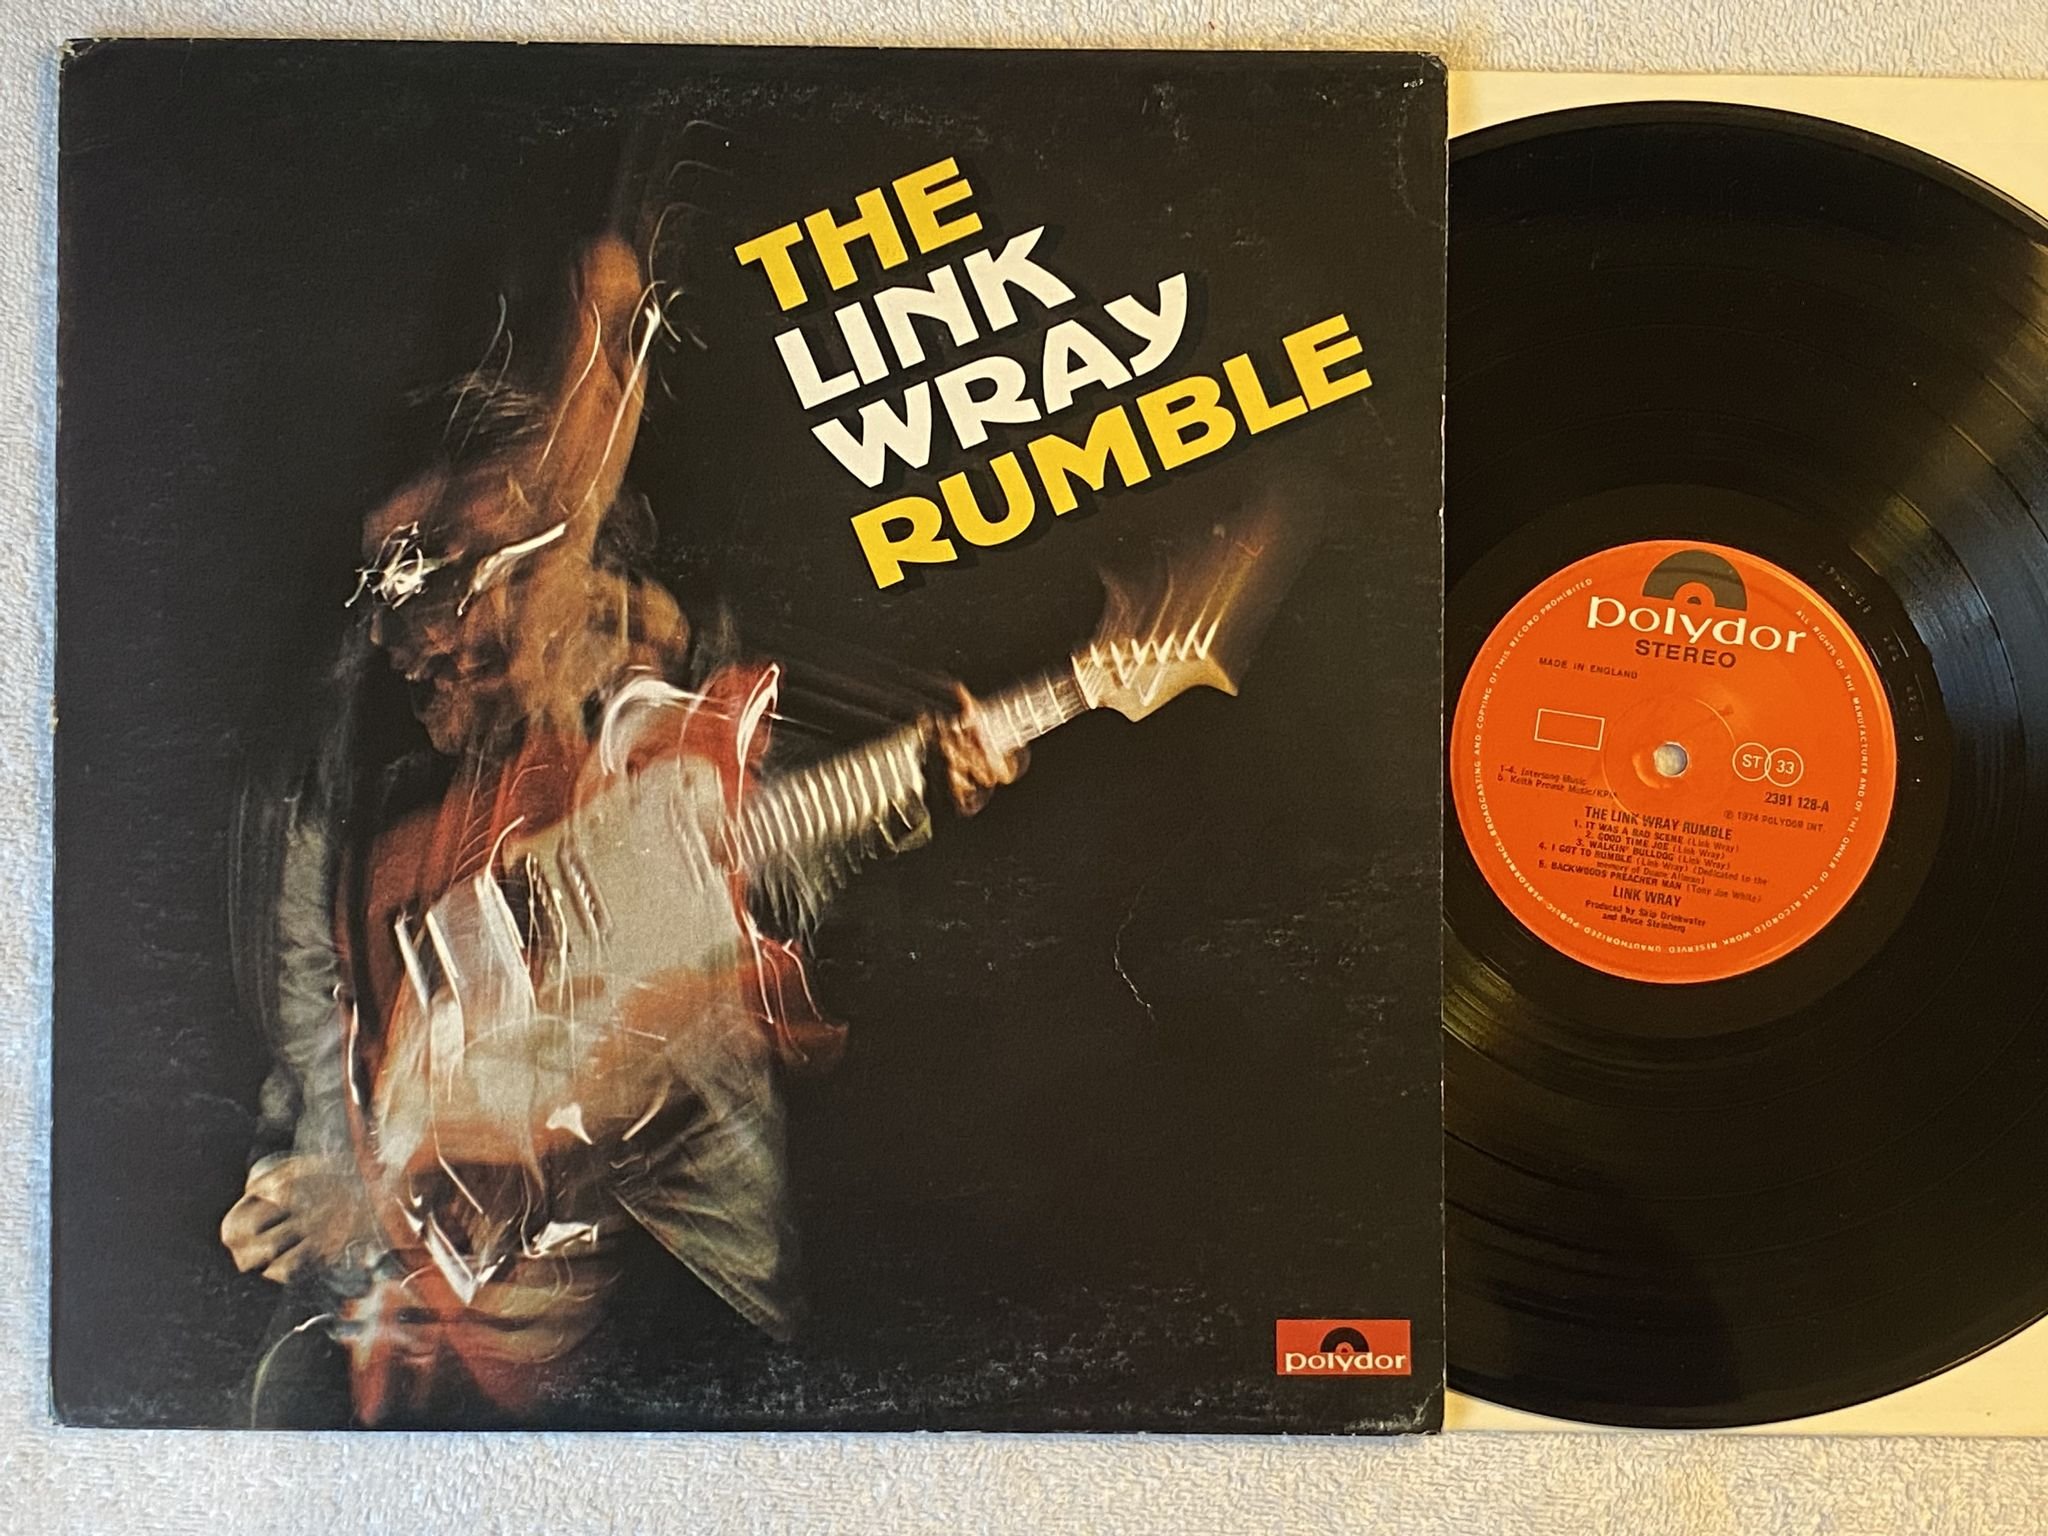 THE
LINK
WRAY
RUMBLE
polydor
polydor
STEREO
MADE IN ENGLAND
ST 33
1-4. Intersong Music
5. Keith Prowse Music/KPM
2391 128-A
℗ 1974 POLYDOR INT.
THE LINK WRAY RUMBLE
1. IT WAS A BAD SCENE (Link Wray)
2. GOOD TIME JOE (Link Wray)
3. WALKIN' BULLDOG (Link Wray)
4. I GOT TO RUMBLE (Link Wray) (Dedicated to the
memory of Duane Allman)
5. BACKWOODS PREACHER MAN (Tony Joe White)
LINK WRAY
Produced by Skip Drinkwater
and Bruce Steinberg
ALL RIGHTS OF THE MANUFACTURER AND OF THE OWNER OF THE RECORDED WORK RESERVED. UNAUTHORIZED PUBLIC PERFORMANCE BROADCASTING AND COPYING OF THIS RECORD PROHIBITED